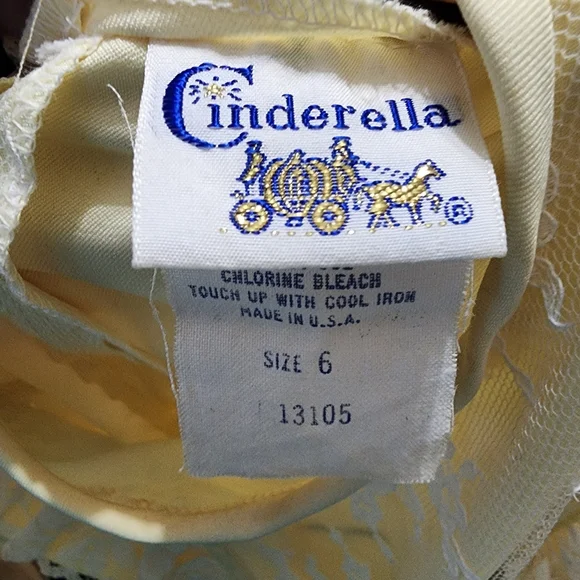 Cinderella
®
CHLORINE BLEACH
TOUCH UP WITH COOL IRON
MADE IN U.S.A.
SIZE 6
13105